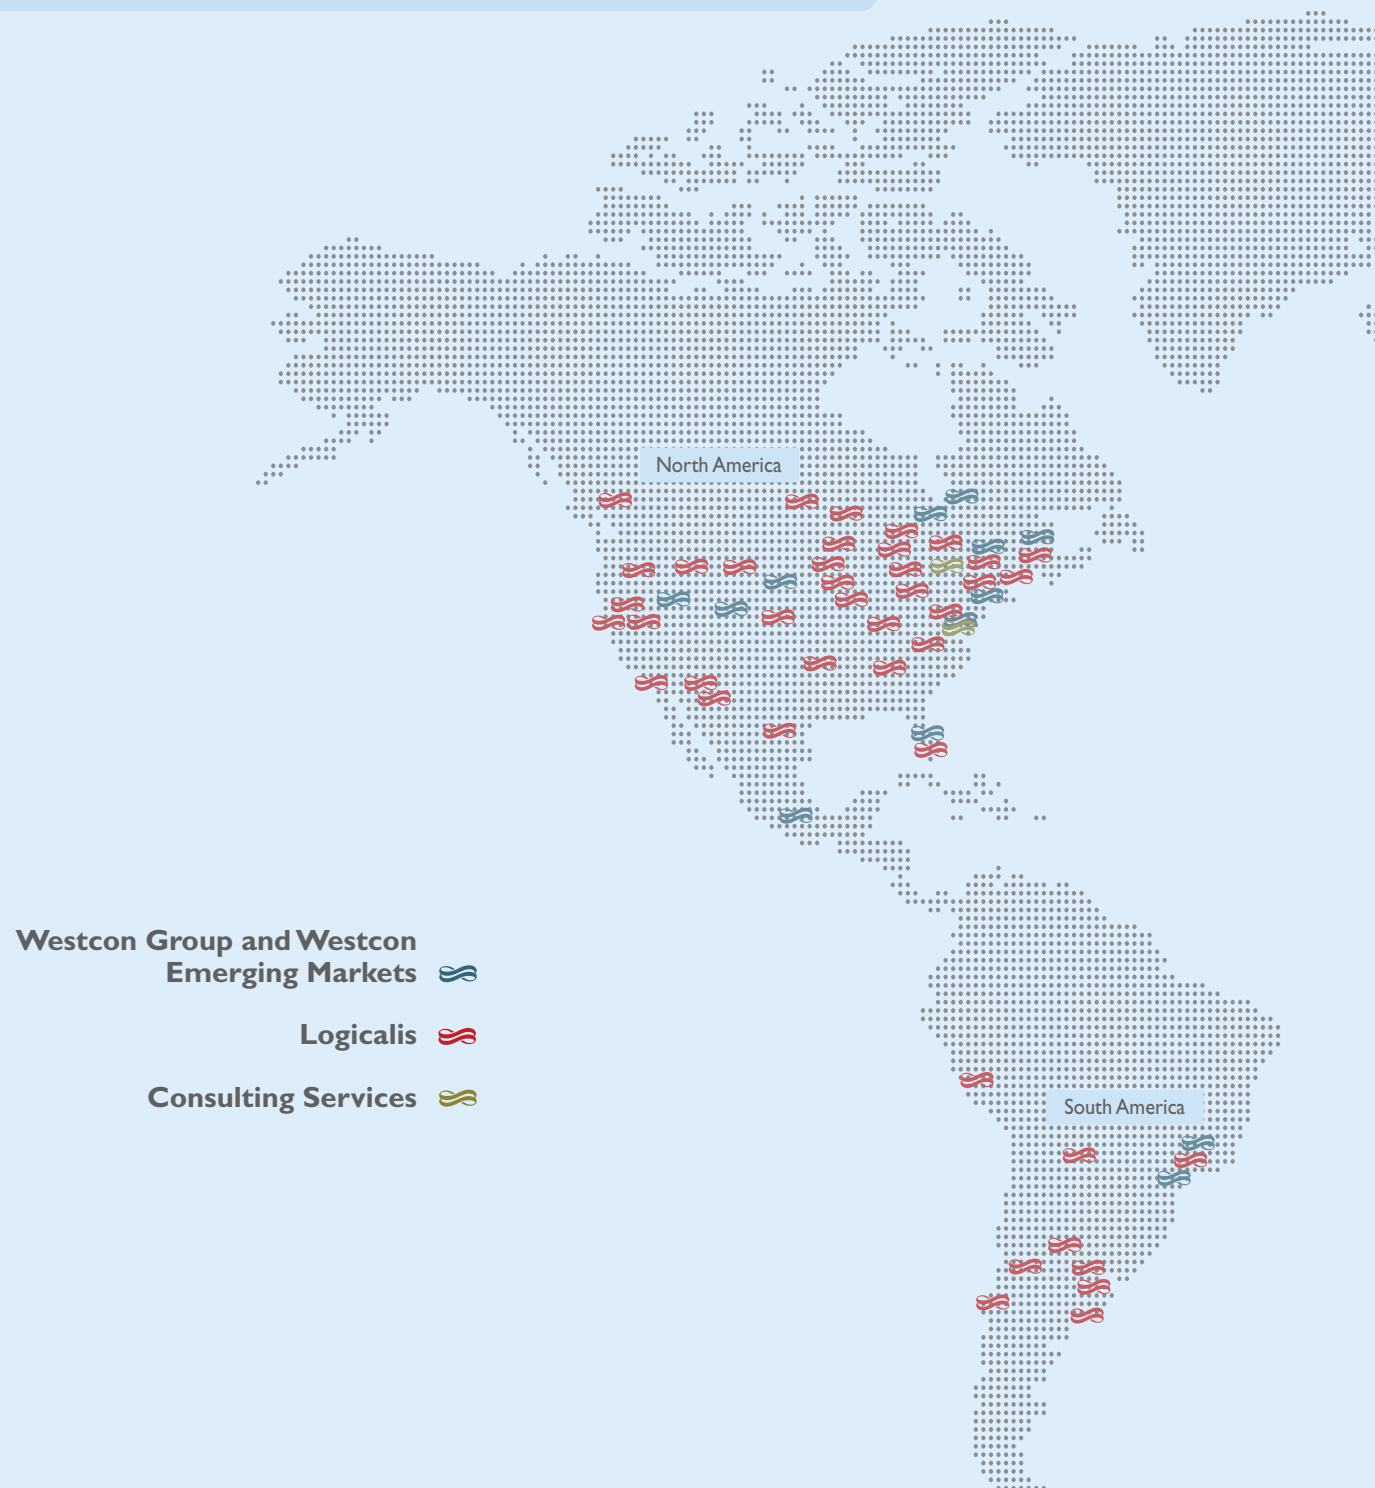 North America
Westcon Group and Westcon
Emerging Markets
Logicalis
Consulting Services
South America